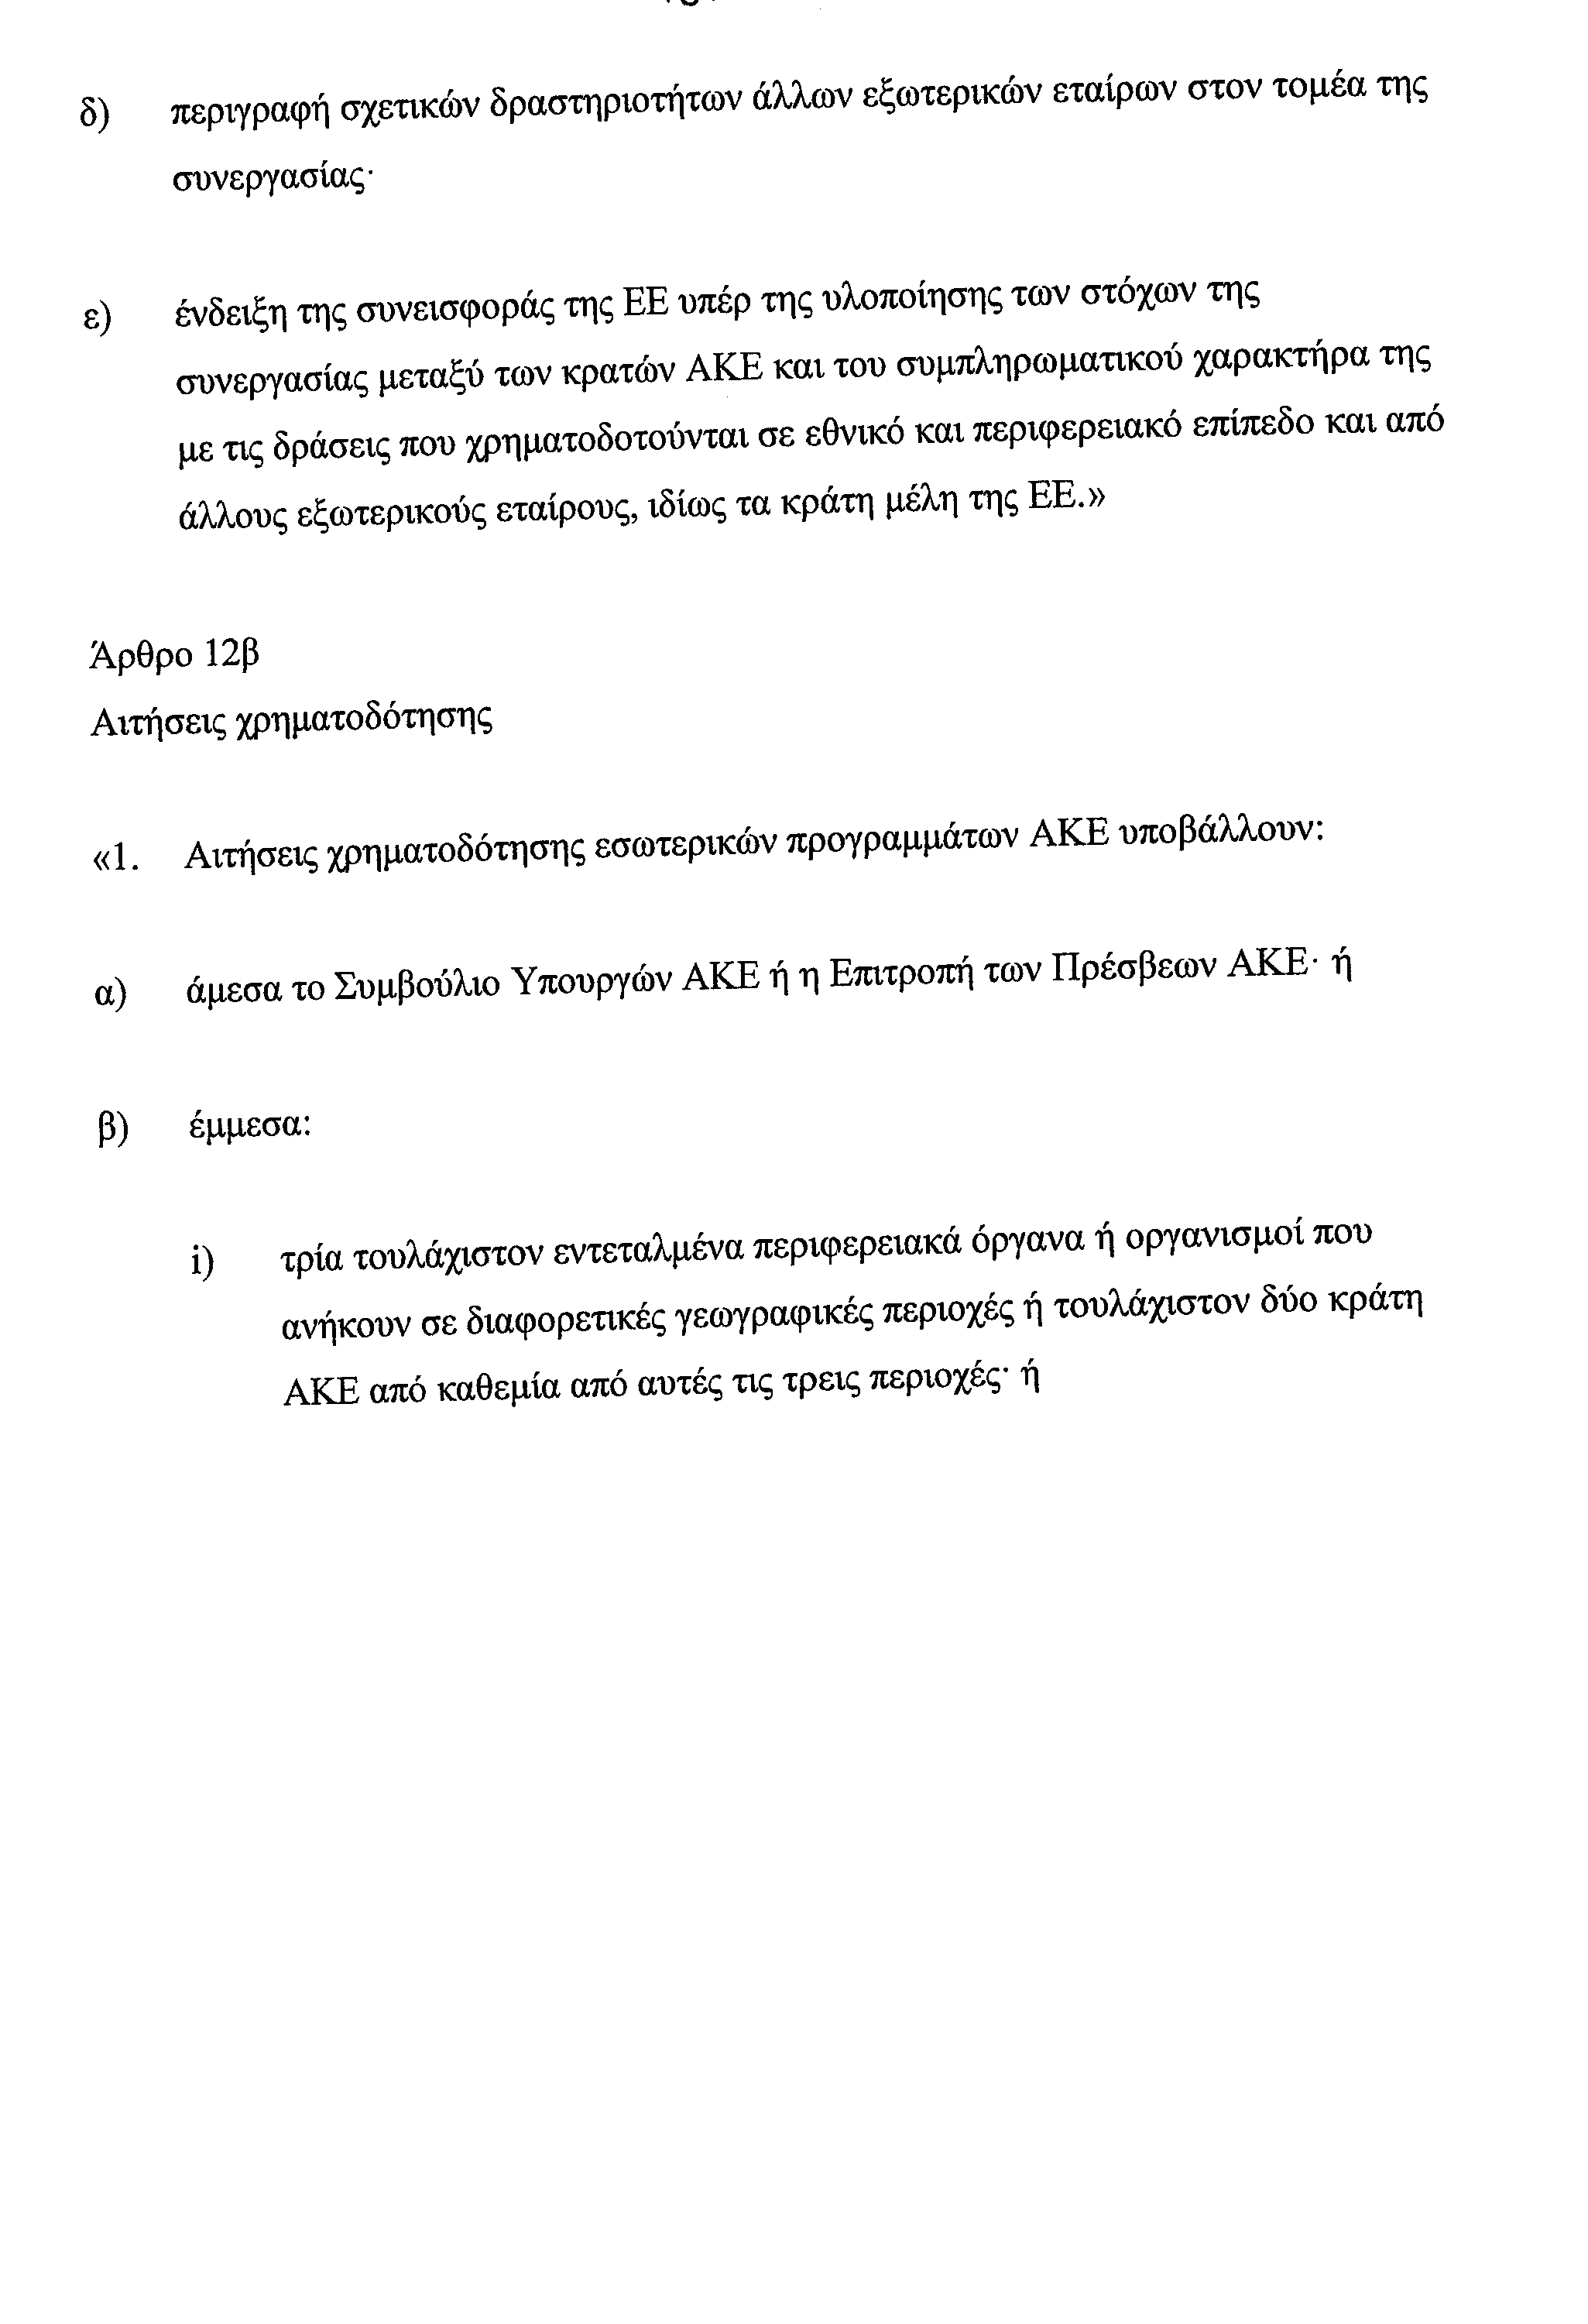 δ) περιγραφή σχετικών δραστηριοτήτων άλλων εξωτερικών εταίρων στον τομέα της
συνεργασίας·
ε) ένδειξη της συνεισφοράς της ΕΕ υπέρ της υλοποίησης των στόχων της
συνεργασίας μεταξύ των κρατών ΑΚΕ και του συμπληρωματικού χαρακτήρα της
με τις δράσεις που χρηματοδοτούνται σε εθνικό και περιφερειακό επίπεδο και από
άλλους εξωτερικούς εταίρους, ιδίως τα κράτη μέλη της ΕΕ.»
Άρθρο 12β
Αιτήσεις χρηματοδότησης
«1. Αιτήσεις χρηματοδότησης εσωτερικών προγραμμάτων ΑΚΕ υποβάλλουν:
α) άμεσα το Συμβούλιο Υπουργών ΑΚΕ ή η Επιτροπή των Πρέσβεων ΑΚΕ· ή
β) έμμεσα:
i) τρία τουλάχιστον εντεταλμένα περιφερειακά όργανα ή οργανισμοί που
ανήκουν σε διαφορετικές γεωγραφικές περιοχές ή τουλάχιστον δύο κράτη
ΑΚΕ από καθεμία από αυτές τις τρεις περιοχές· ή